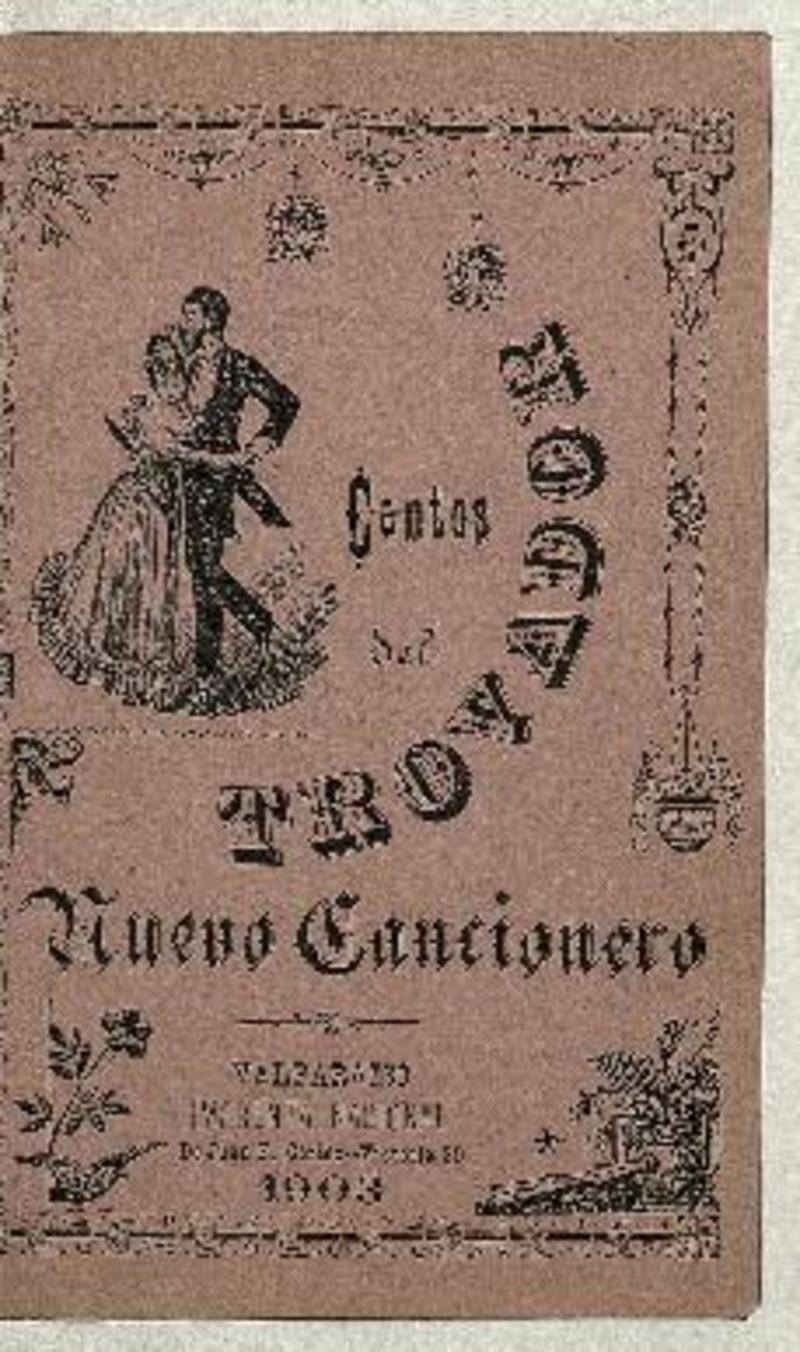 Cantos
del
TROVADOR
Nuevo Cancionero
VALPARAISO
1903